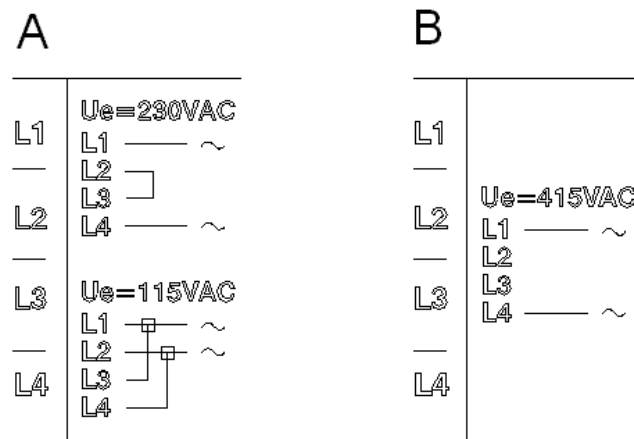 A
L1
L2
L3
L4
Ue=230VAC
L1 ~
L2
L3
L4 ~
Ue=115VAC
L1 ~
L2 ~
L3
L4
B
L1
L2
L3
L4
Ue=415VAC
L1 ~
L2
L3
L4 ~